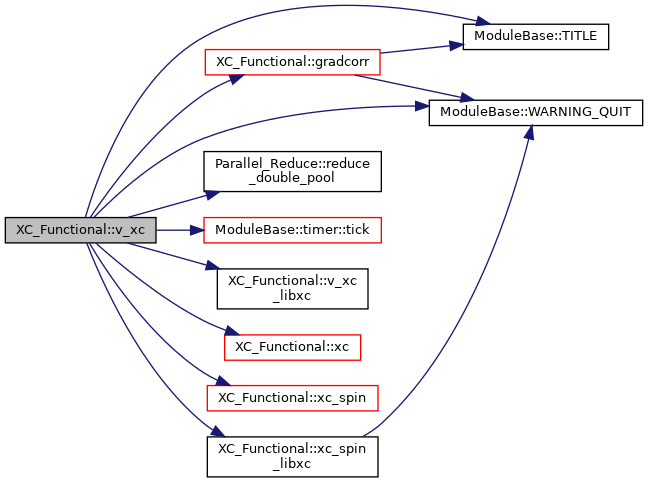 ModuleBase::TITLE
XC_Functional::gradcorr
ModuleBase::WARNING_QUIT
Parallel_Reduce::reduce
_double_pool
XC_Functional::v_xc
ModuleBase::timer::tick
XC_Functional::v_xc
_libxc
XC_Functional::xc
XC_Functional::xc_spin
XC_Functional::xc_spin
_libxc